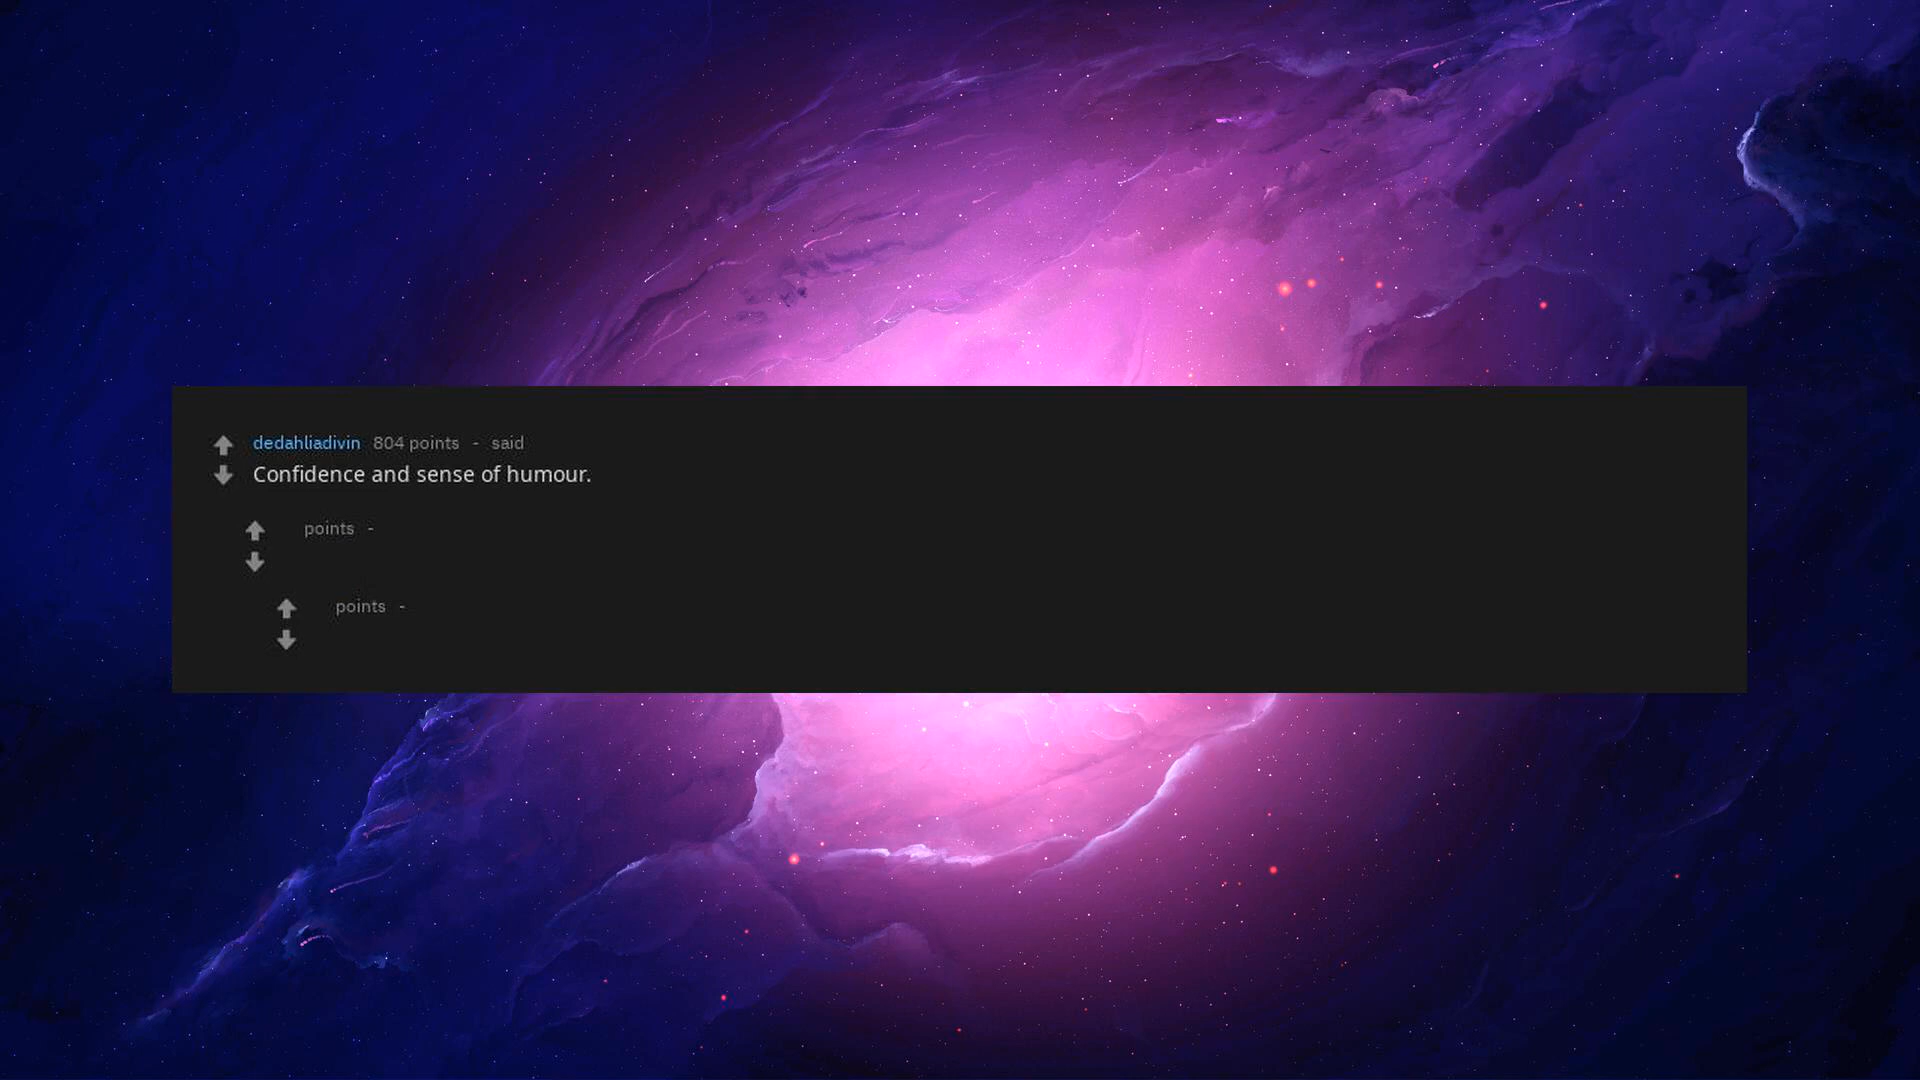 dedahliadivin 804 points - said
Confidence and sense of humour.
points -
points -